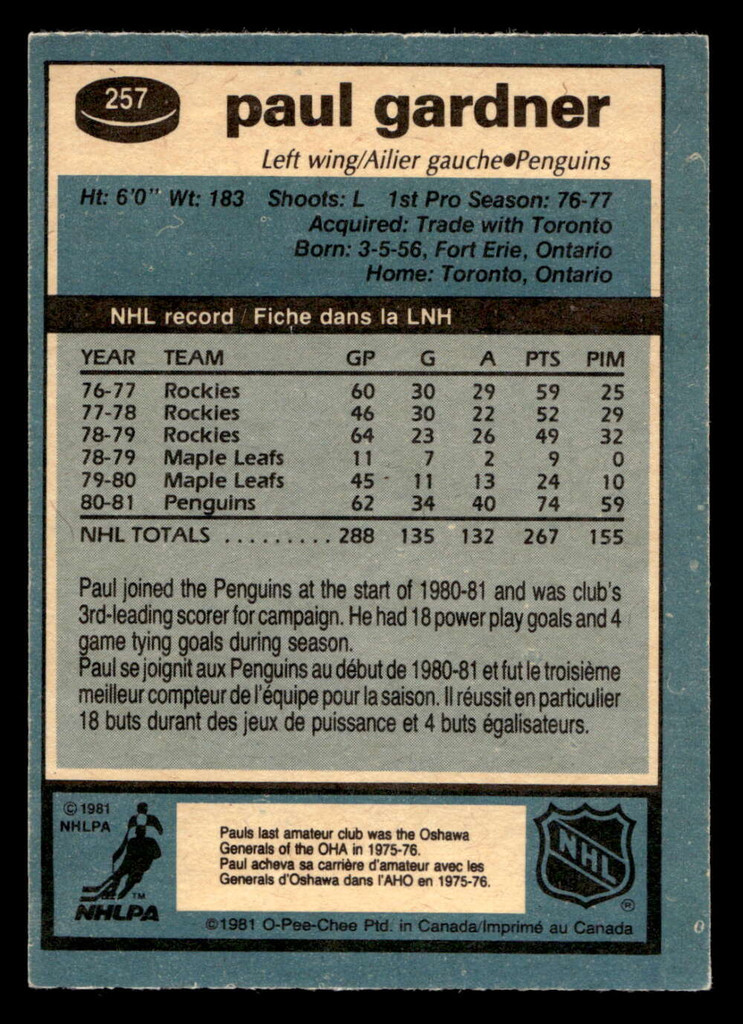 257
paul gardner
Left wing/Ailier gauche●Penguins
Ht: 6'0" Wt: 183 Shoots: L 1st Pro Season: 76-77
Acquired: Trade with Toronto
Born: 3-5-56, Fort Erie, Ontario
Home: Toronto, Ontario
NHL record / Fiche dans la LNH
YEAR TEAM GP G A PTS PIM
76-77 Rockies 60 30 29 59 25
77-78 Rockies 46 30 22 52 29
78-79 Rockies 64 23 26 49 32
78-79 Maple Leafs 11 7 2 9 0
79-80 Maple Leafs 45 11 13 24 10
80-81 Penguins 62 34 40 74 59
NHL TOTALS ......... 288 135 132 267 155
Paul joined the Penguins at the start of 1980-81 and was club's
3rd-leading scorer for campaign. He had 18 power play goals and 4
game tying goals during season.
Paul se joignit aux Penguins au début de 1980-81 et fut le troisième
meilleur compteur de l'équipe pour la saison. Il réussit en particulier
18 buts durant des jeux de puissance et 4 buts égalisateurs.
© 1981
NHLPA
TM
NHLPA
Pauls last amateur club was the Oshawa
Generals of the OHA in 1975-76.
Paul acheva sa carrière d'amateur avec les
Generals d'Oshawa dans l'AHO en 1975-76.
NHL
®
©1981 O-Pee-Chee Ptd. in Canada/Imprimé au Canada